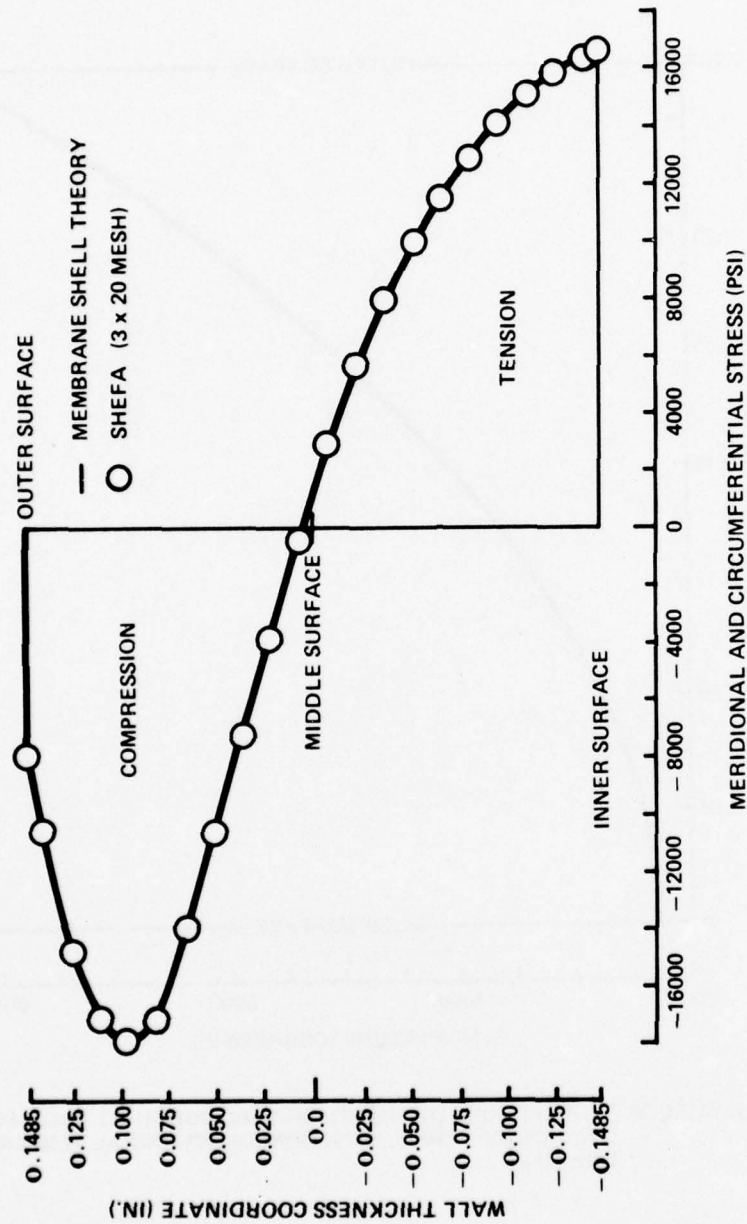 OUTER SURFACE
— MEMBRANE SHELL THEORY
○ SHEFA (3 x 20 MESH)
COMPRESSION
MIDDLE SURFACE
TENSION
INNER SURFACE
WALL THICKNESS COORDINATE (IN.)
0.1485
0.125
0.100
0.075
0.050
0.025
0.0
−0.025
−0.050
−0.075
−0.100
−0.125
−0.1485
−16000 −12000 −8000 −4000 0 4000 8000 12000 16000
MERIDIONAL AND CIRCUMFERENTIAL STRESS (PSI)